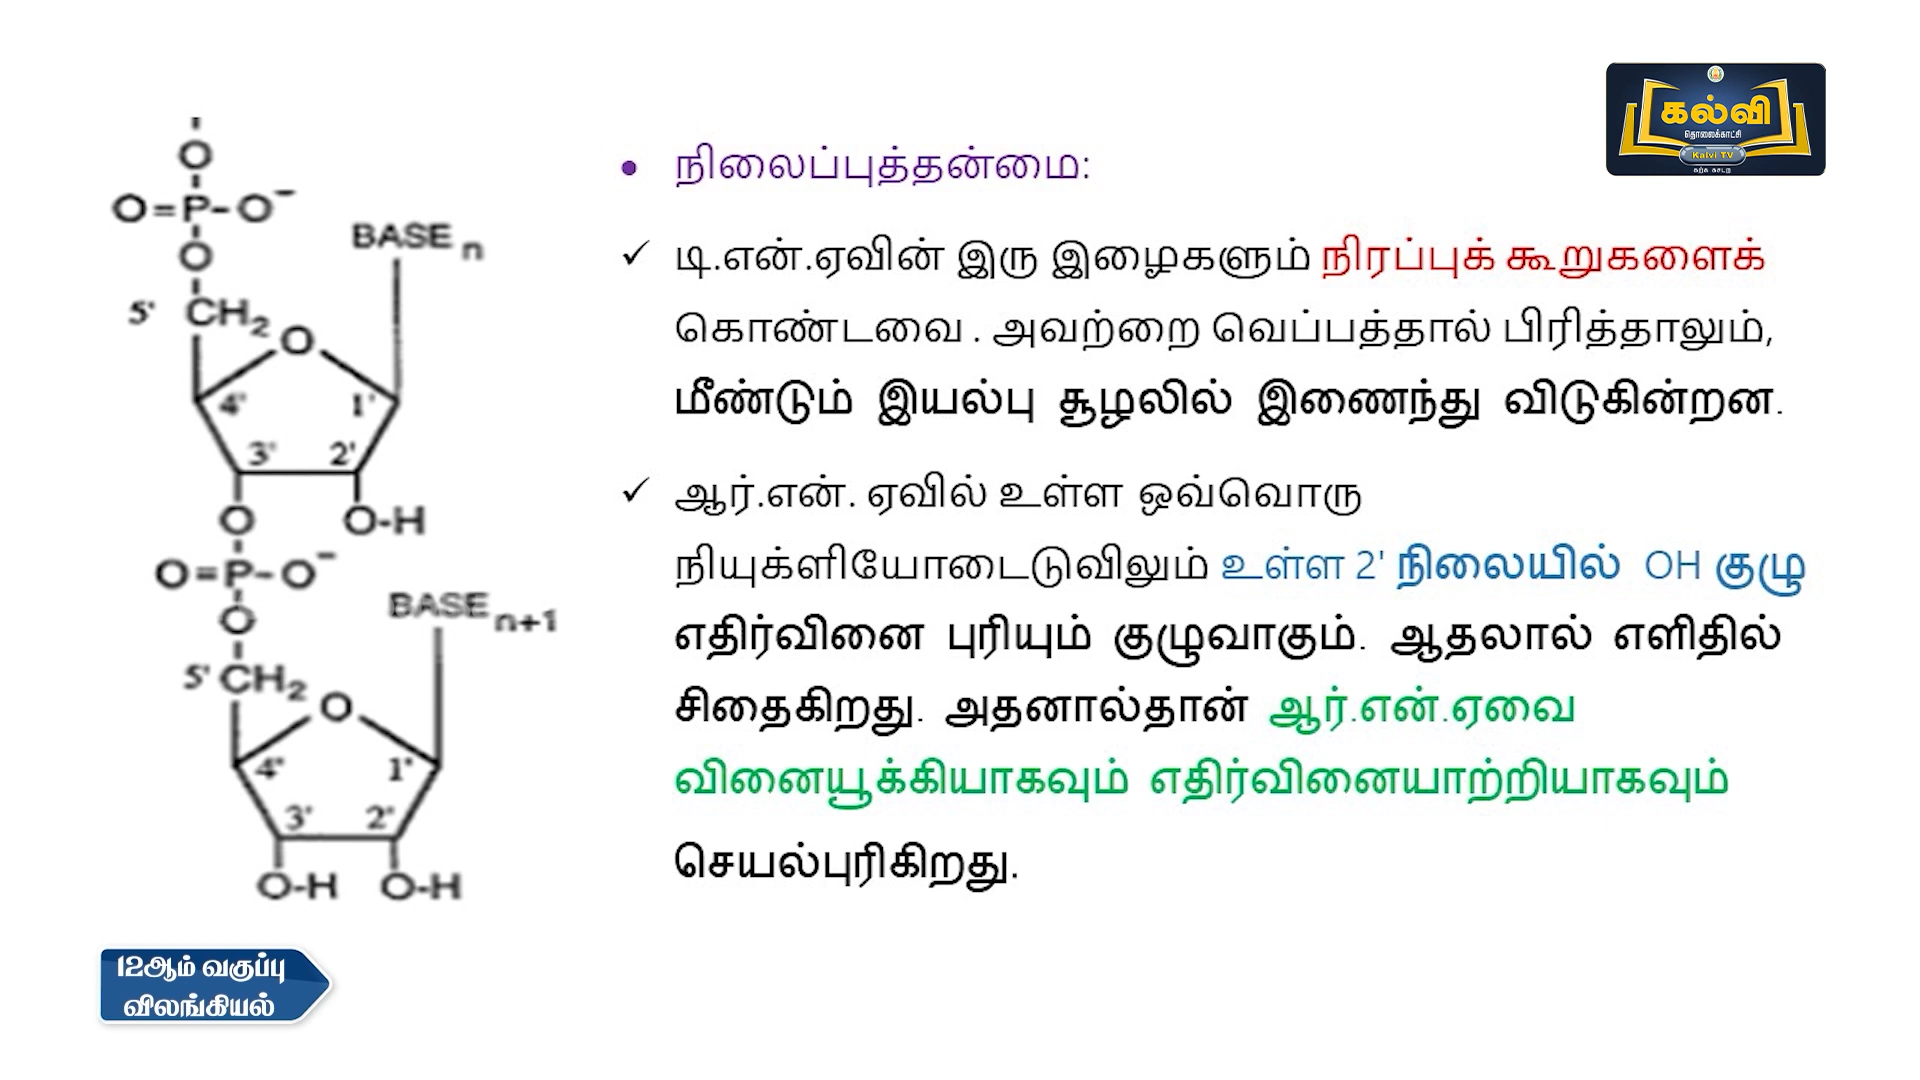 கல்வி
தொலைக்காட்சி
Kalvi TV
கற்க கசடற
• நிலைப்புத்தன்மை:
✓ டி.என்.ஏவின் இரு இழைகளும் நிரப்புக் கூறுகளைக்
கொண்டவை . அவற்றை வெப்பத்தால் பிரித்தாலும்,
மீண்டும் இயல்பு சூழலில் இணைந்து விடுகின்றன.
✓ ஆர்.என். ஏவில் உள்ள ஒவ்வொரு
நியுக்ளியோடைடுவிலும் உள்ள 2' நிலையில் OH குழு
எதிர்வினை புரியும் குழுவாகும். ஆதலால் எளிதில்
சிதைகிறது. அதனால்தான் ஆர்.என்.ஏவை
வினையூக்கியாகவும் எதிர்வினையாற்றியாகவும்
செயல்புரிகிறது.
O
O=P-O⁻
O
BASE n
5' CH₂ O
4' 1'
3' 2'
O O-H
O=P-O⁻
O
BASE n+1
5' CH₂ O
4' 1'
3' 2'
O-H O-H
12ஆம் வகுப்பு
விலங்கியல்